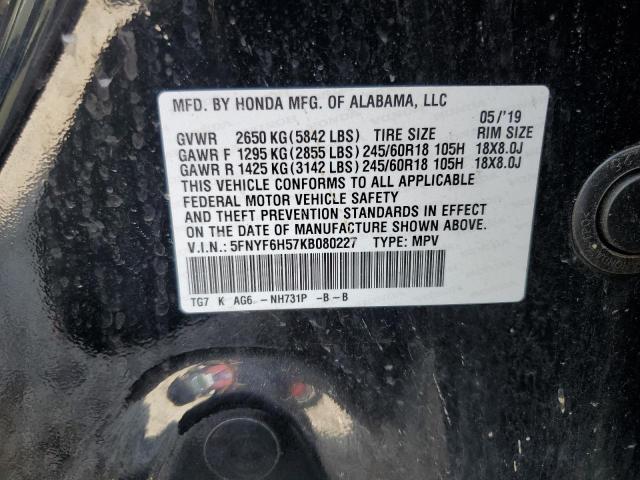 MFD. BY HONDA MFG. OF ALABAMA, LLC
05/'19
GVWR 2650 KG(5842 LBS) TIRE SIZE RIM SIZE
GAWR F 1295 KG(2855 LBS) 245/60R18 105H 18X8.0J
GAWR R 1425 KG(3142 LBS) 245/60R18 105H 18X8.0J
THIS VEHICLE CONFORMS TO ALL APPLICABLE
FEDERAL MOTOR VEHICLE SAFETY
AND THEFT PREVENTION STANDARDS IN EFFECT
ON THE DATE OF MANUFACTURE SHOWN ABOVE.
V.I.N.: 5FNYF6H57KB080227 TYPE: MPV
TG7 K AG6 -NH731P -B-B